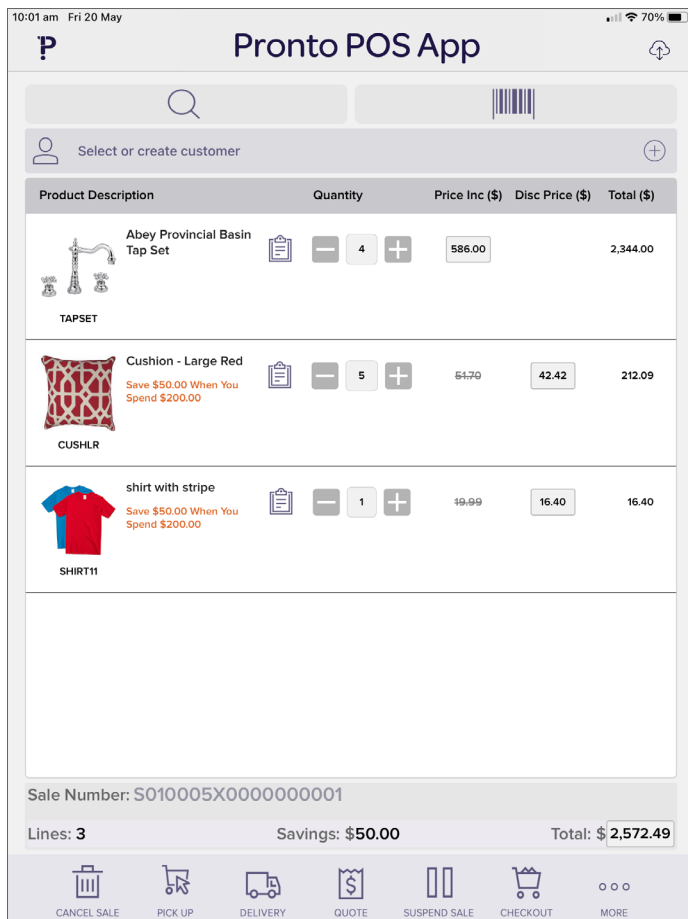 10:01 am Fri 20 May 70%
Pronto POS App
Select or create customer
Product Description Quantity Price Inc ($) Disc Price ($) Total ($)
Abey Provincial Basin
Tap Set
4 586.00 2,344.00
TAPSET
Cushion - Large Red
Save $50.00 When You
Spend $200.00
5 51.70 42.42 212.09
CUSHLR
shirt with stripe
Save $50.00 When You
Spend $200.00
1 19.99 16.40 16.40
SHIRT11
Sale Number: S010005X0000000001
Lines: 3 Savings: $50.00 Total: $ 2,572.49
CANCEL SALE PICK UP DELIVERY QUOTE SUSPEND SALE CHECKOUT MORE